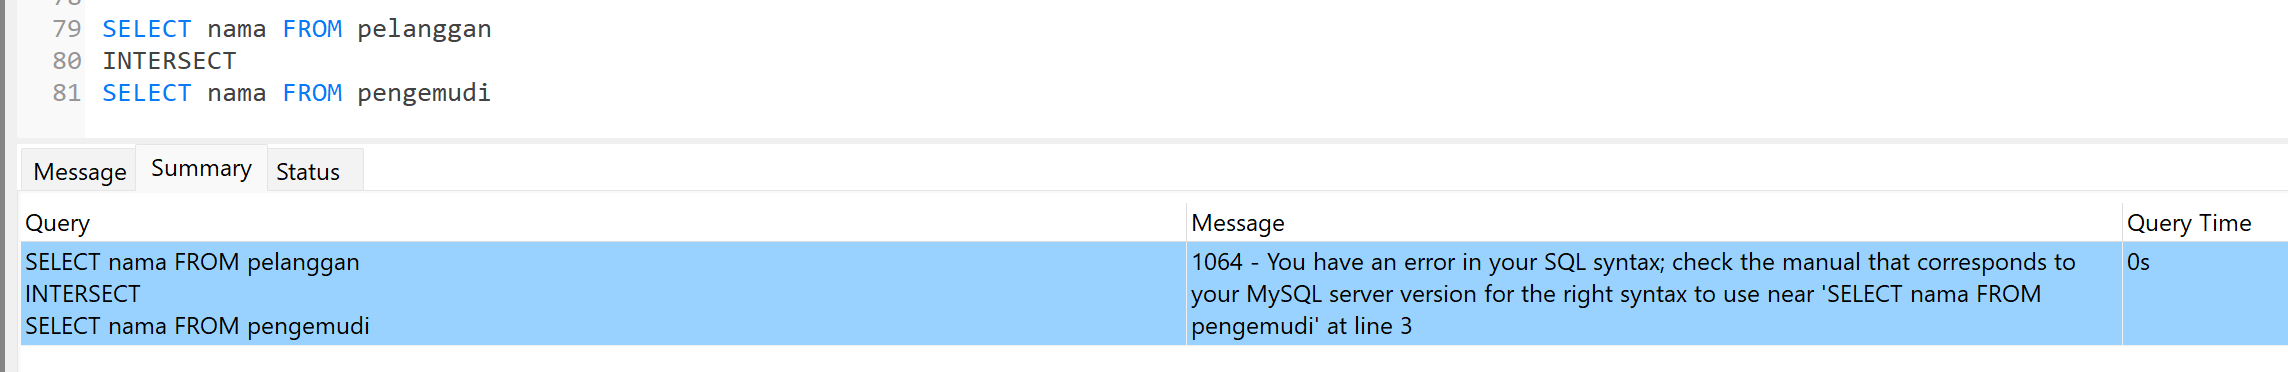 79 SELECT nama FROM pelanggan
80 INTERSECT
81 SELECT nama FROM pengemudi
Message Summary Status
Query Message Query Time
SELECT nama FROM pelanggan 1064 - You have an error in your SQL syntax; check the manual that corresponds to 0s
INTERSECT your MySQL server version for the right syntax to use near 'SELECT nama FROM
SELECT nama FROM pengemudi pengemudi' at line 3